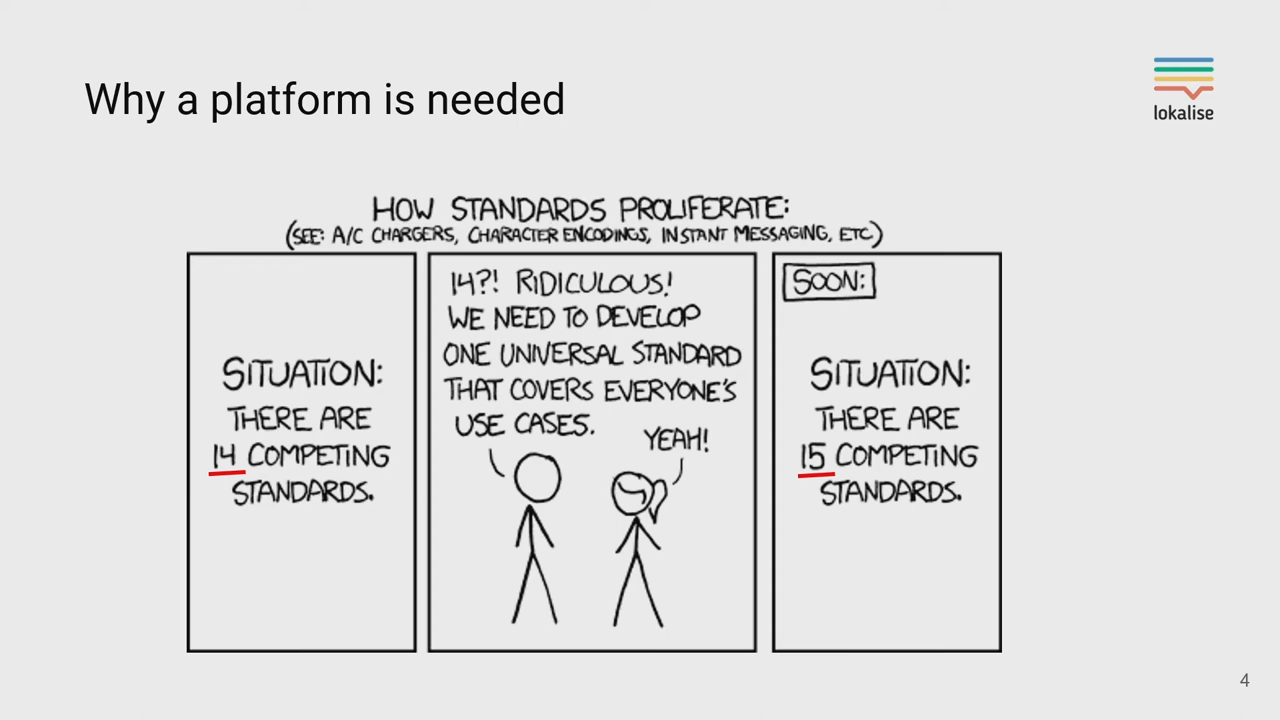 Why a platform is needed
lokalise
HOW STANDARDS PROLIFERATE:
(SEE: A/C CHARGERS, CHARACTER ENCODINGS, INSTANT MESSAGING, ETC.)
SITUATION:
THERE ARE
14 COMPETING
STANDARDS.
14?! RIDICULOUS!
WE NEED TO DEVELOP
ONE UNIVERSAL STANDARD
THAT COVERS EVERYONE'S
USE CASES.
YEAH!
SOON:
SITUATION:
THERE ARE
15 COMPETING
STANDARDS.
4